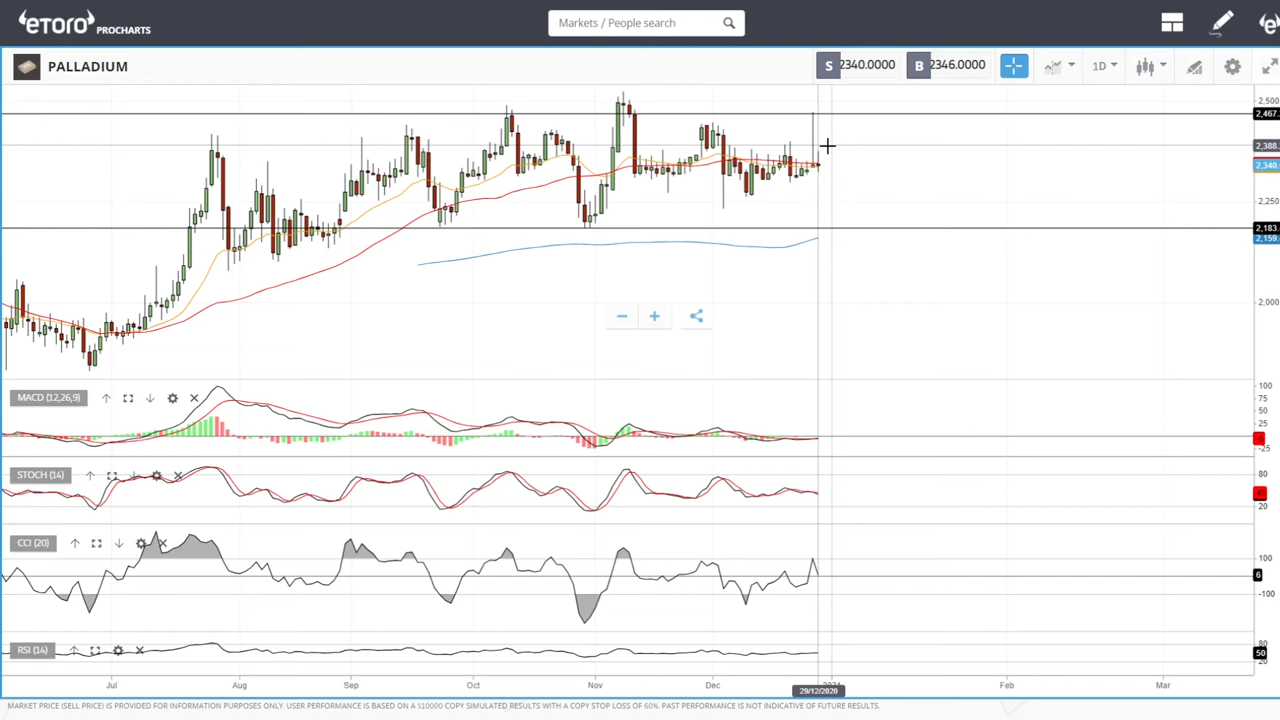 eToro PROCHARTS
Markets / People search
PALLADIUM
S 2340.0000 B 2346.0000
1D
2,500
2,467.
2,388.
2,340.
2,250
2,183.
2,159.
2,000
MACD (12,26,9)
100
75
50
25
-25
STOCH (14)
80
20
CCI (20)
100
6
-100
RSI (14)
80
50
20
Jul Aug Sep Oct Nov Dec Feb Mar
29/12/2020
MARKET PRICE (SELL PRICE) IS PROVIDED FOR INFORMATION PURPOSES ONLY. USER PERFORMANCE IS BASED ON A $10000 COPY SIMULATED RESULTS WITH A COPY STOP LOSS OF 60%. PAST PERFORMANCE IS NOT INDICATIVE OF FUTURE RESULTS.